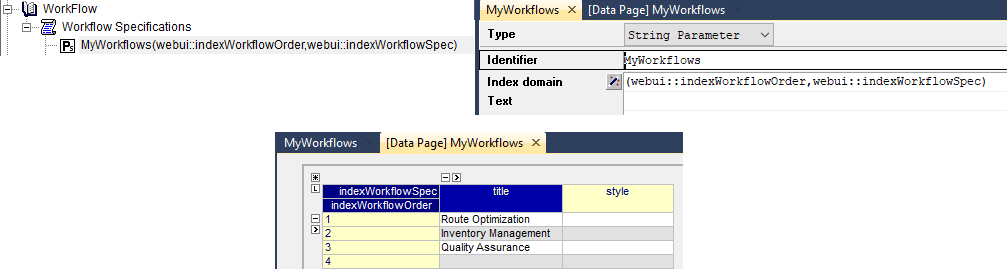 WorkFlow
Workflow Specifications
MyWorkflows(webui::indexWorkflowOrder,webui::indexWorkflowSpec)
MyWorkflows × [Data Page] MyWorkflows
Type String Parameter
Identifier MyWorkflows
Index domain (webui::indexWorkflowOrder,webui::indexWorkflowSpec)
Text
MyWorkflows × [Data Page] MyWorkflows ×
indexWorkflowSpec title style
indexWorkflowOrder
1 Route Optimization
2 Inventory Management
3 Quality Assurance
4